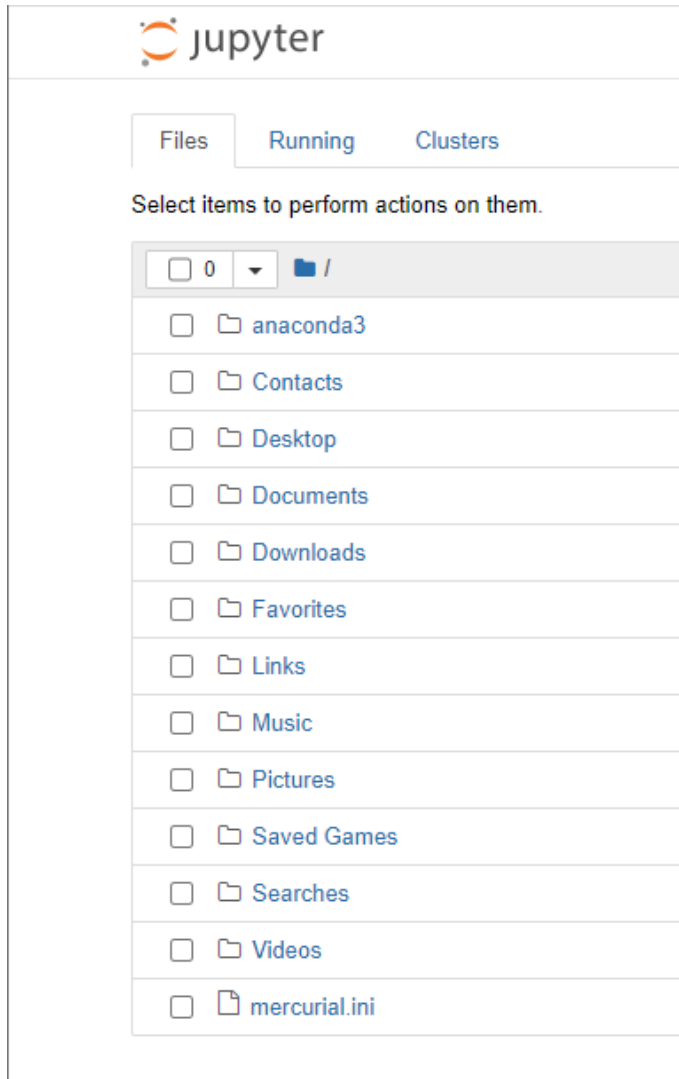 jupyter
Files Running Clusters
Select items to perform actions on them.
0 /
anaconda3
Contacts
Desktop
Documents
Downloads
Favorites
Links
Music
Pictures
Saved Games
Searches
Videos
mercurial.ini